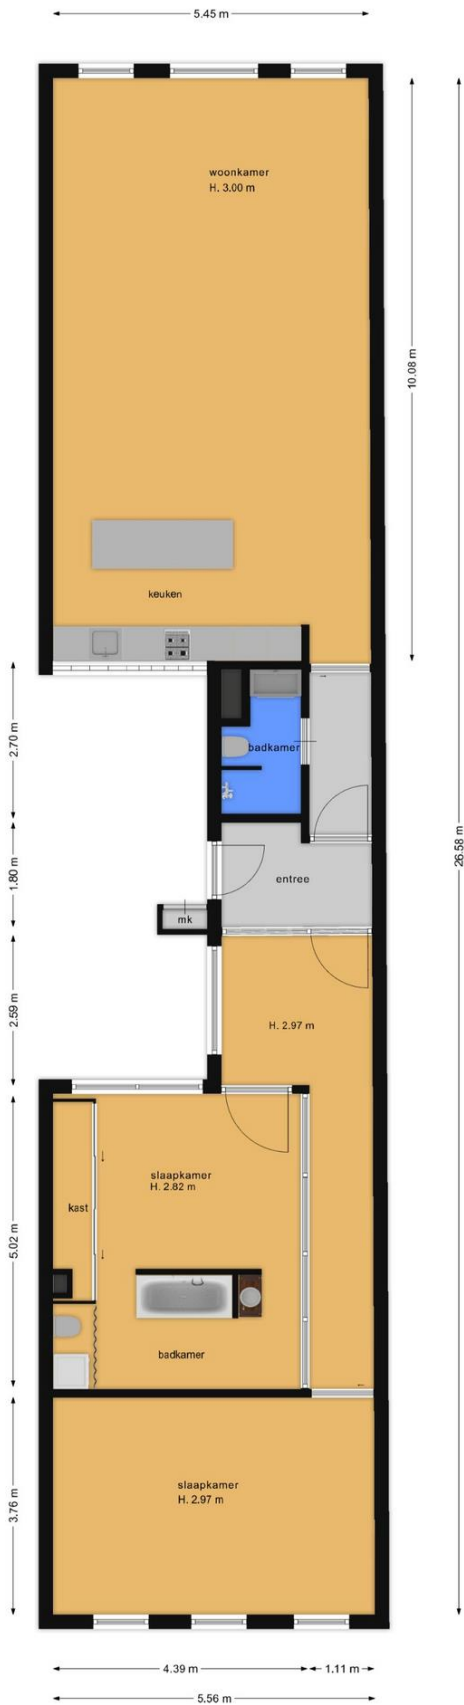 5.45 m
woonkamer
H. 3.00 m
10.08 m
keuken
2.70 m
badkamer
26.58 m
1.80 m
entree
mk
2.59 m
H. 2.97 m
slaapkamer
H. 2.82 m
kast
5.02 m
badkamer
3.76 m
slaapkamer
H. 2.97 m
4.39 m
1.11 m
5.56 m